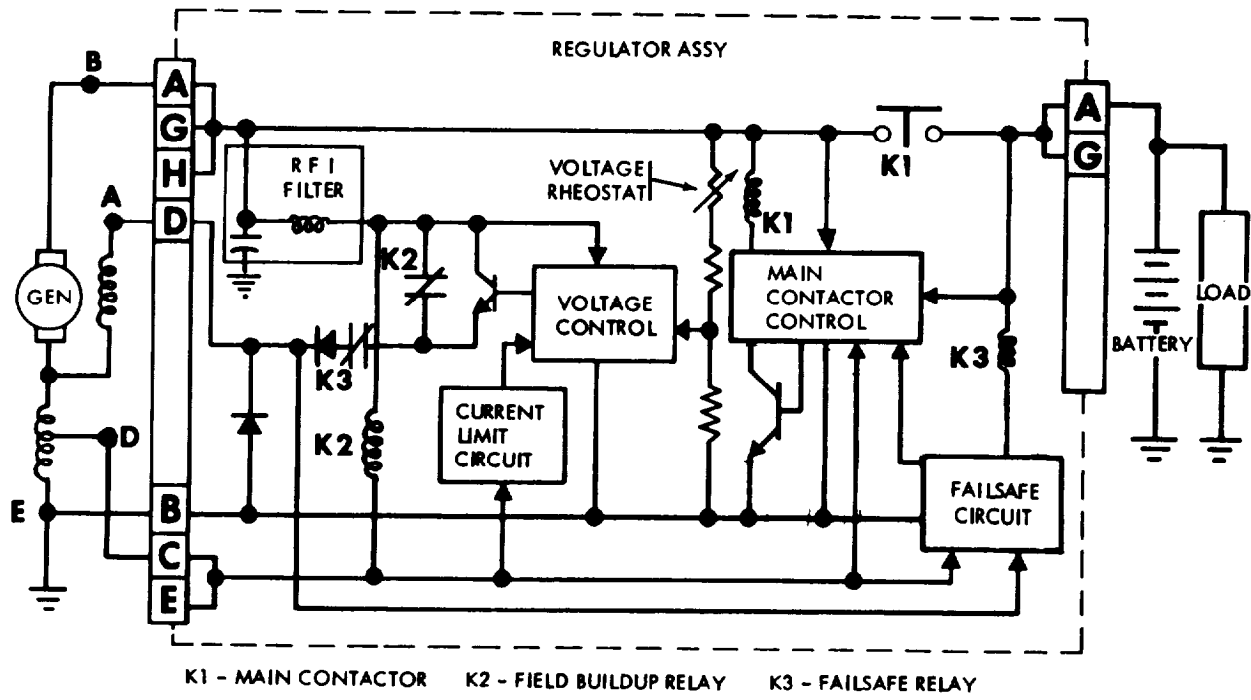 REGULATOR ASSY
B
A
G
H
D
A
GEN
D
E
B
C
E
RFI
FILTER
K2
K3
K2
VOLTAGE
RHEOSTAT
K1
K1
VOLTAGE
CONTROL
CURRENT
LIMIT
CIRCUIT
MAIN
CONTACTOR
CONTROL
K3
FAILSAFE
CIRCUIT
A
G
BATTERY
LOAD
K1 - MAIN CONTACTOR K2 - FIELD BUILDUP RELAY K3 - FAILSAFE RELAY